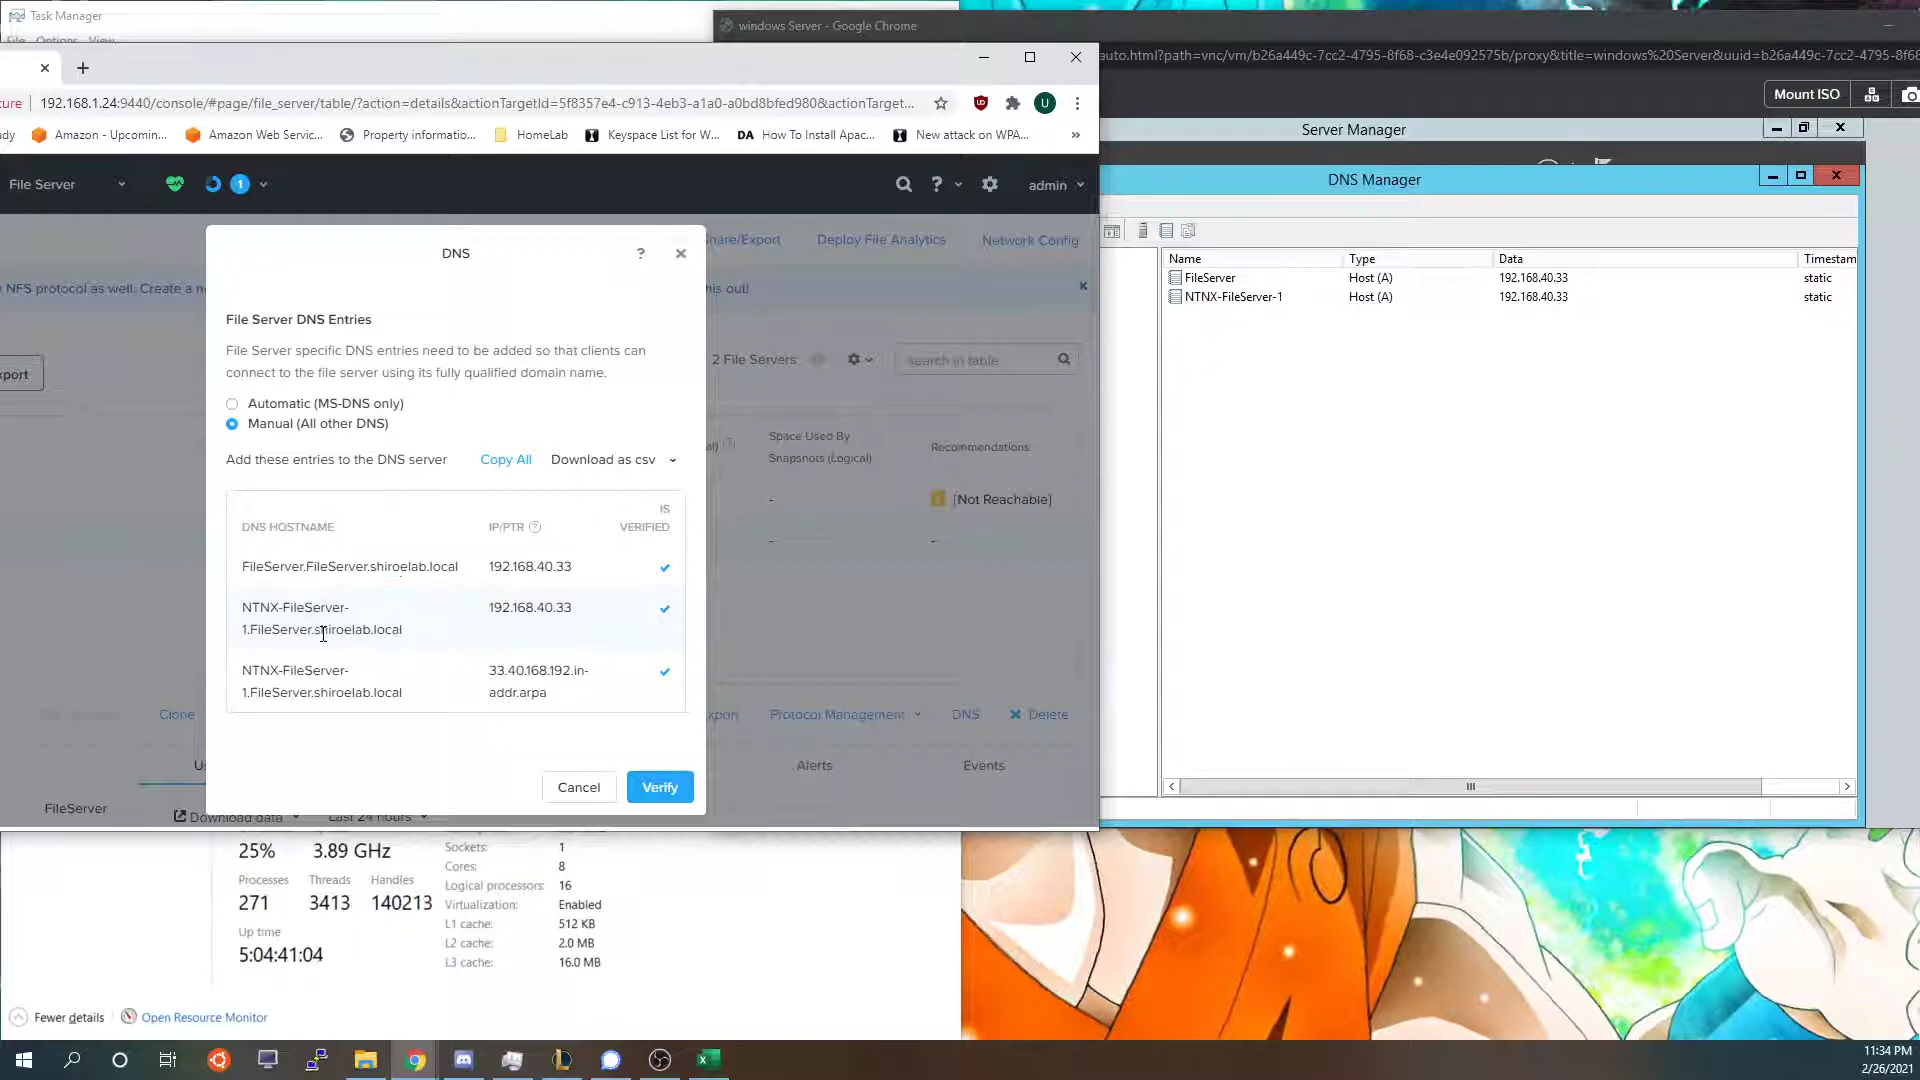 Task Manager
File Options View
windows Server - Google Chrome
auto.html?path=vnc/vm/b26a449c-7cc2-4795-8f68-c3e4e092575b/proxy&title=windows%20Server&uuid=b26a449c-7cc2-4795-8f68
192.168.1.24:9440/console/#page/file_server/table/?action=details&actionTargetId=5f8357e4-c913-4eb3-a1a0-a0bd8bfed980&actionTarget...
U
Mount ISO
Amazon - Upcomin...
Amazon Web Servic...
Property informatio...
HomeLab
Keyspace List for W...
DA How To Install Apac...
New attack on WPA...
»
Server Manager
DNS Manager
File Server
1
?
admin
Share/Export
Deploy File Analytics
Network Config
NFS protocol as well. Create a n
his out!
DNS
?
File Server DNS Entries
File Server specific DNS entries need to be added so that clients can
connect to the file server using its fully qualified domain name.
Automatic (MS-DNS only)
Manual (All other DNS)
Add these entries to the DNS server
Copy All
Download as csv
DNS HOSTNAME
IP/PTR
IS
VERIFIED
FileServer.FileServer.shiroelab.local
192.168.40.33
NTNX-FileServer-
1.FileServer.shiroelab.local
192.168.40.33
NTNX-FileServer-
1.FileServer.shiroelab.local
33.40.168.192.in-
addr.arpa
Cancel
Verify
xport
2 File Servers
search in table
Space Used By
Snapshots (Logical)
Recommendations
-
[Not Reachable]
-
-
Clone
xport
Protocol Management
DNS
Delete
Us
Alerts
Events
FileServer
Download data
Last 24 hours
Name Type Data Timestam
FileServer Host (A) 192.168.40.33 static
NTNX-FileServer-1 Host (A) 192.168.40.33 static
25% 3.89 GHz
Processes Threads Handles
271 3413 140213
Up time
5:04:41:04
Sockets: 1
Cores: 8
Logical processors: 16
Virtualization: Enabled
L1 cache: 512 KB
L2 cache: 2.0 MB
L3 cache: 16.0 MB
Fewer details
Open Resource Monitor
11:34 PM
2/26/2021